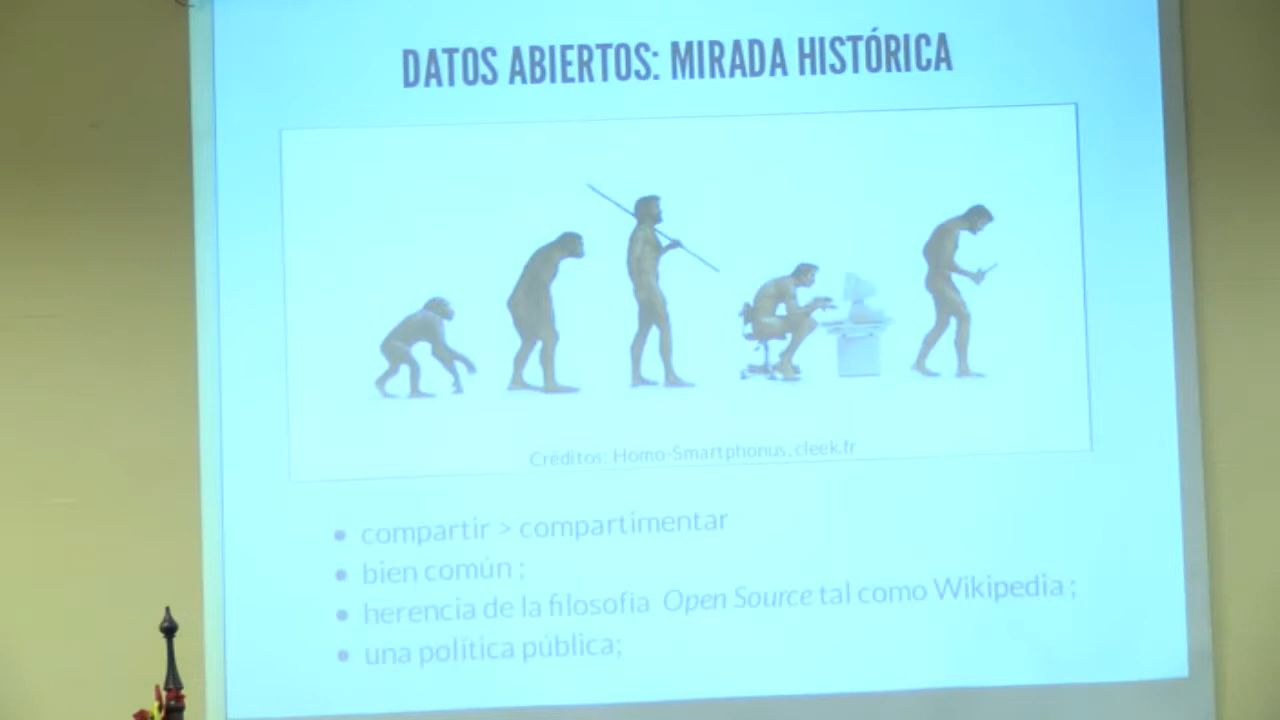 DATOS ABIERTOS: MIRADA HISTÓRICA
Créditos: Homo-Smartphonus, cleek.fr
compartir > compartimentar
bien común ;
herencia de la filosofia Open Source tal como Wikipedia ;
una política pública;